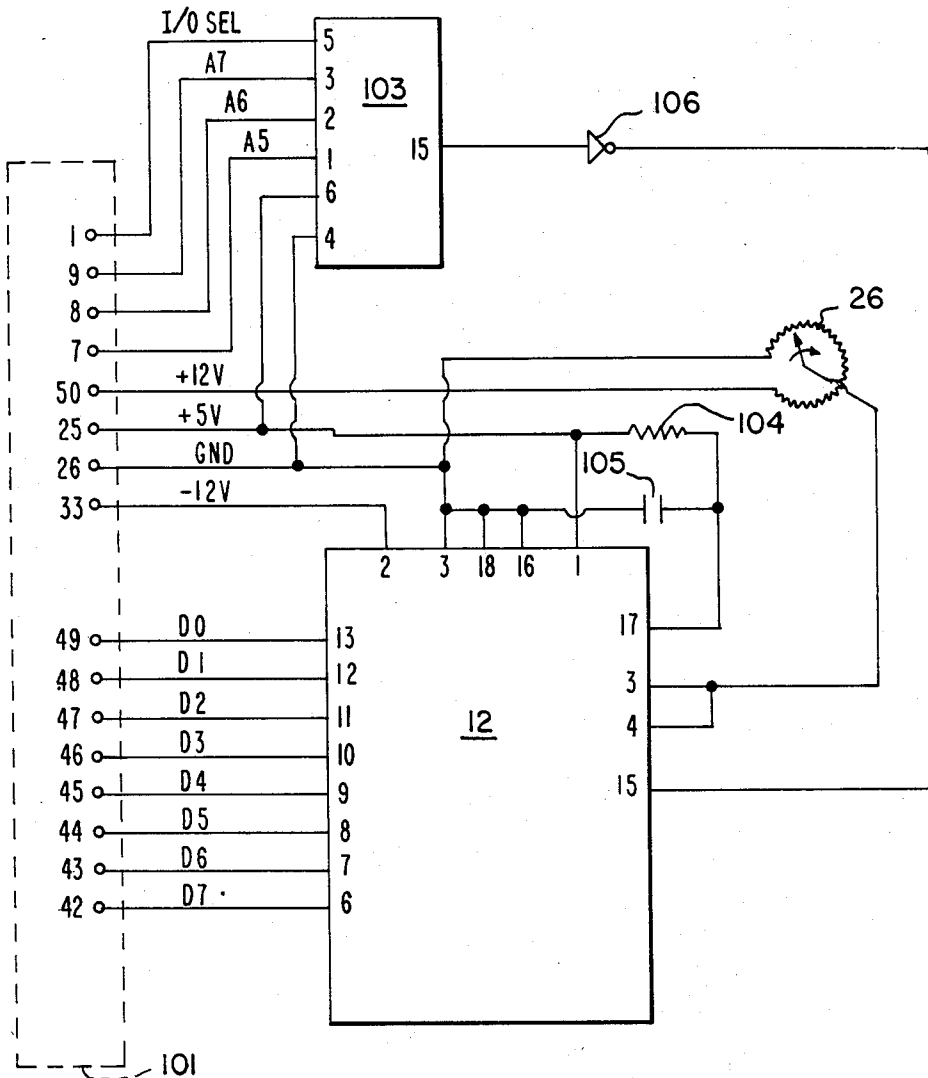 I/O SEL
5
A7
3
103
A6
2
106
A5
1
15
6
1
4
9
8
26
7
+12V
50
+5V
104
25
GND
105
26
-12V
33
2 3 18 16 1
49 D0 13
17
48 D1 12
3
47 D2 11
12
4
46 D3 10
15
45 D4 9
44 D5 8
43 D6 7
42 D7 6
101